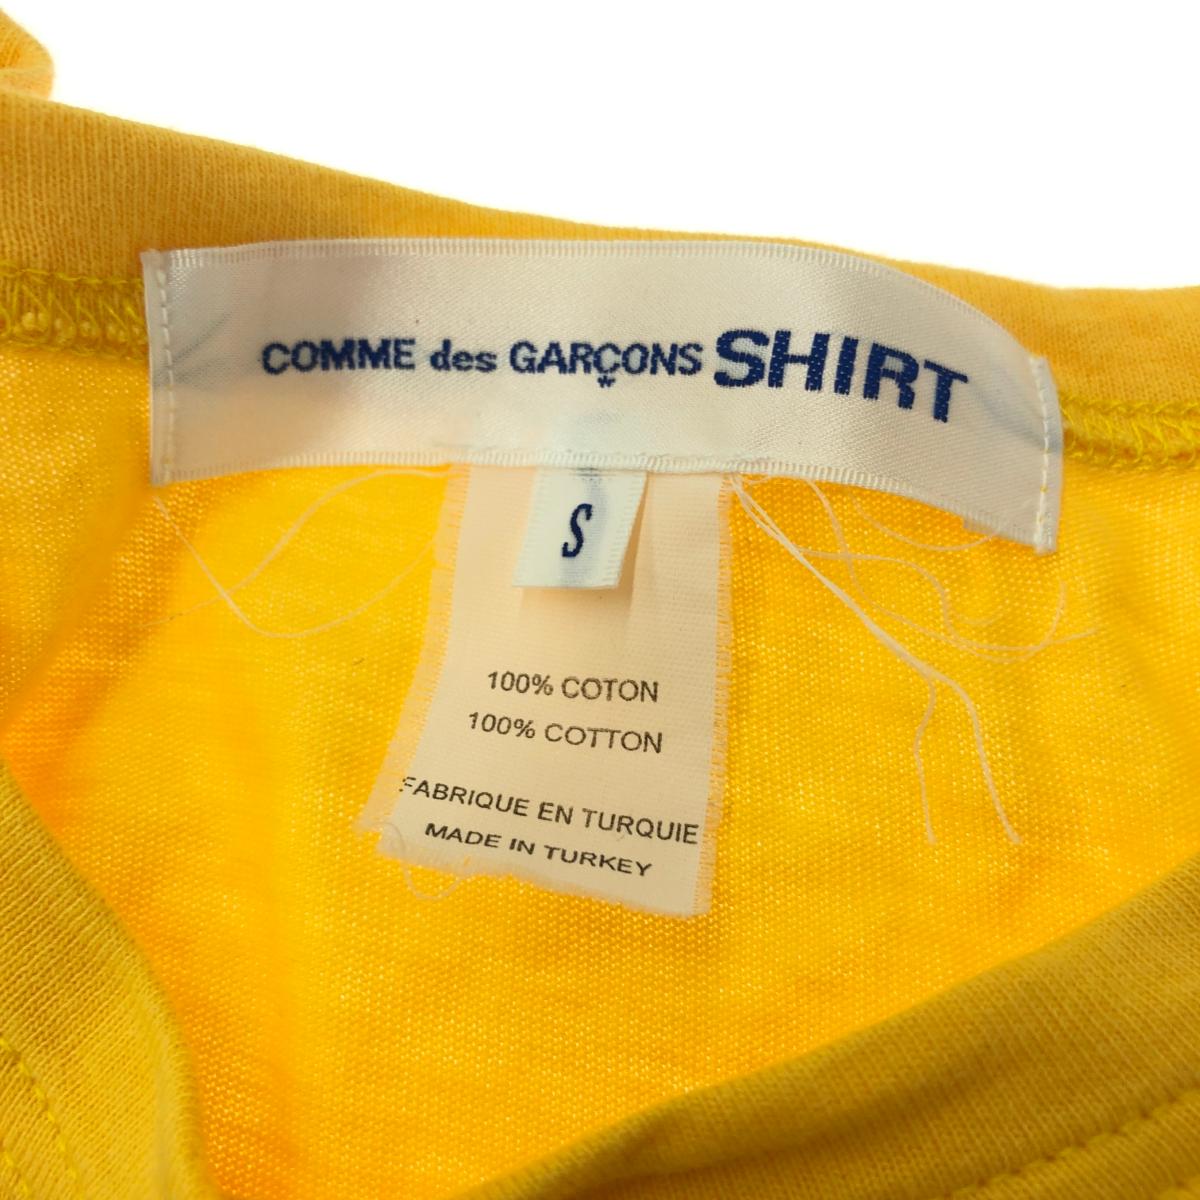 COMME des GARÇONS SHIRT
*
S
100% COTON
100% COTTON
FABRIQUE EN TURQUIE
MADE IN TURKEY